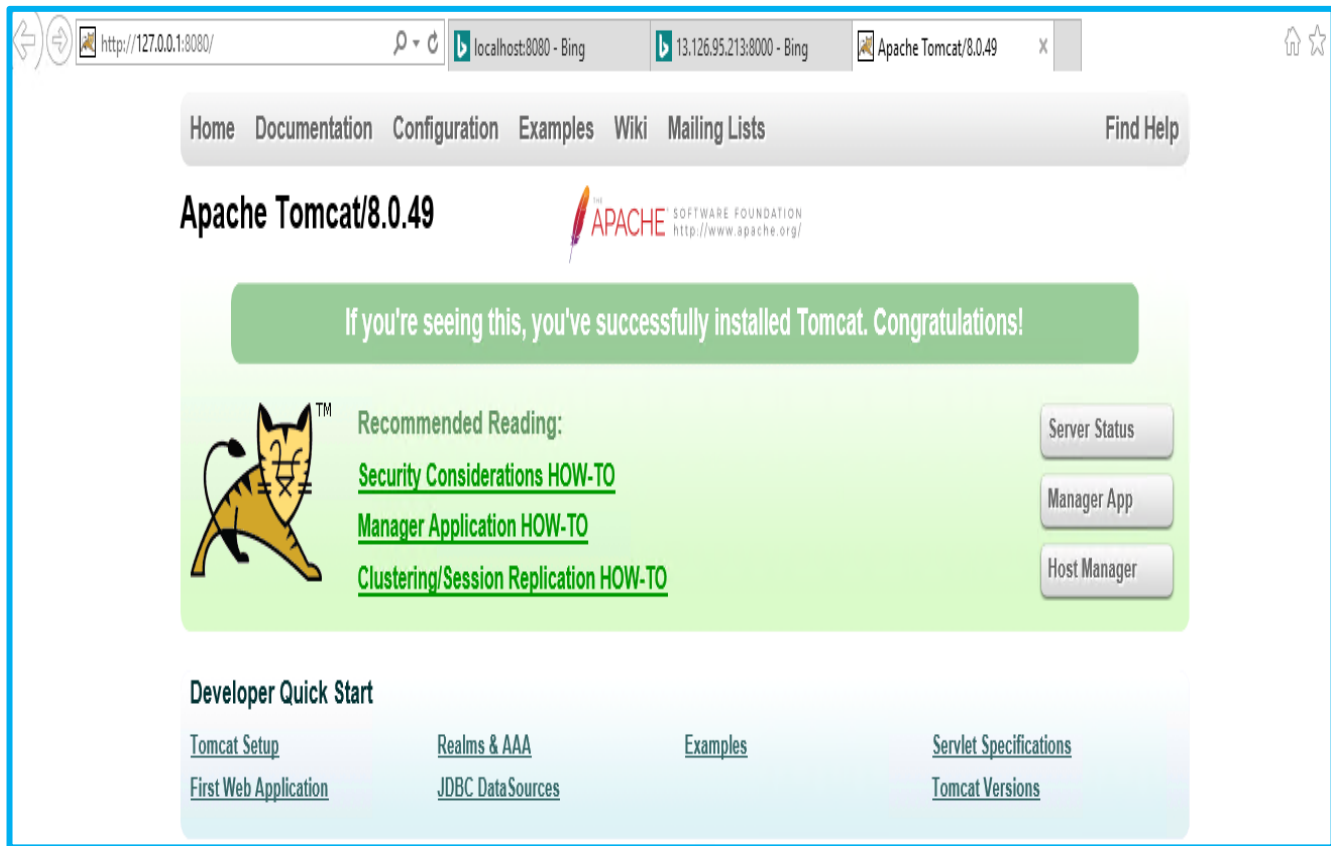 http://127.0.0.1:8080/
localhost:8080 - Bing
13.126.95.213:8000 - Bing
Apache Tomcat/8.0.49
Home Documentation Configuration Examples Wiki Mailing Lists Find Help
Apache Tomcat/8.0.49
THE
APACHE SOFTWARE FOUNDATION
http://www.apache.org/
If you're seeing this, you've successfully installed Tomcat. Congratulations!
TM
Recommended Reading:
Security Considerations HOW-TO
Manager Application HOW-TO
Clustering/Session Replication HOW-TO
Server Status
Manager App
Host Manager
Developer Quick Start
Tomcat Setup
First Web Application
Realms & AAA
JDBC DataSources
Examples
Servlet Specifications
Tomcat Versions